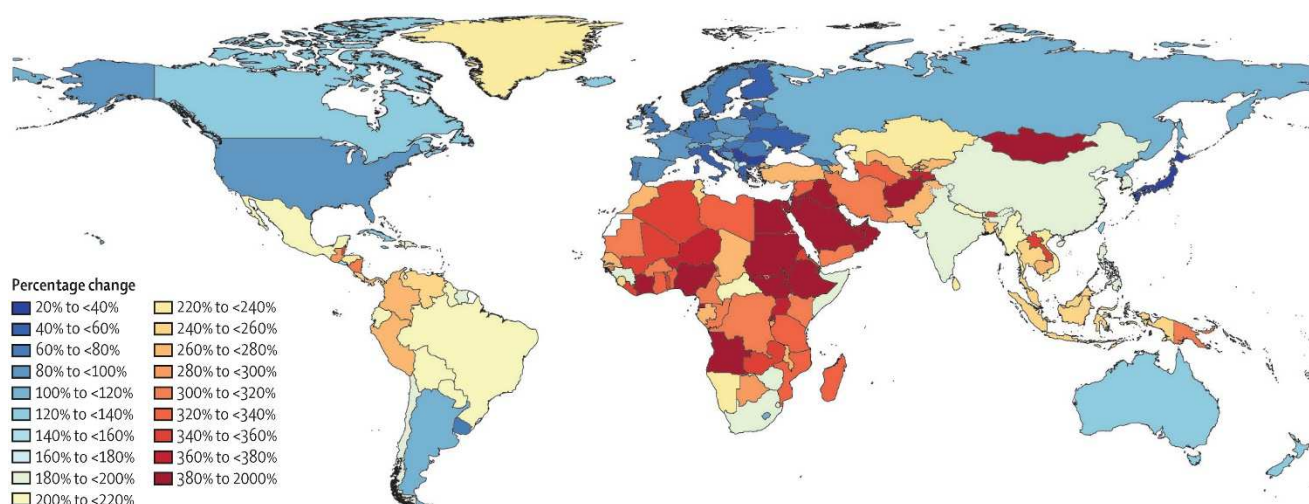 Percentage change
20% to <40%
40% to <60%
60% to <80%
80% to <100%
100% to <120%
120% to <140%
140% to <160%
160% to <180%
180% to <200%
200% to <220%
220% to <240%
240% to <260%
260% to <280%
280% to <300%
300% to <320%
320% to <340%
340% to <360%
360% to <380%
380% to 2000%